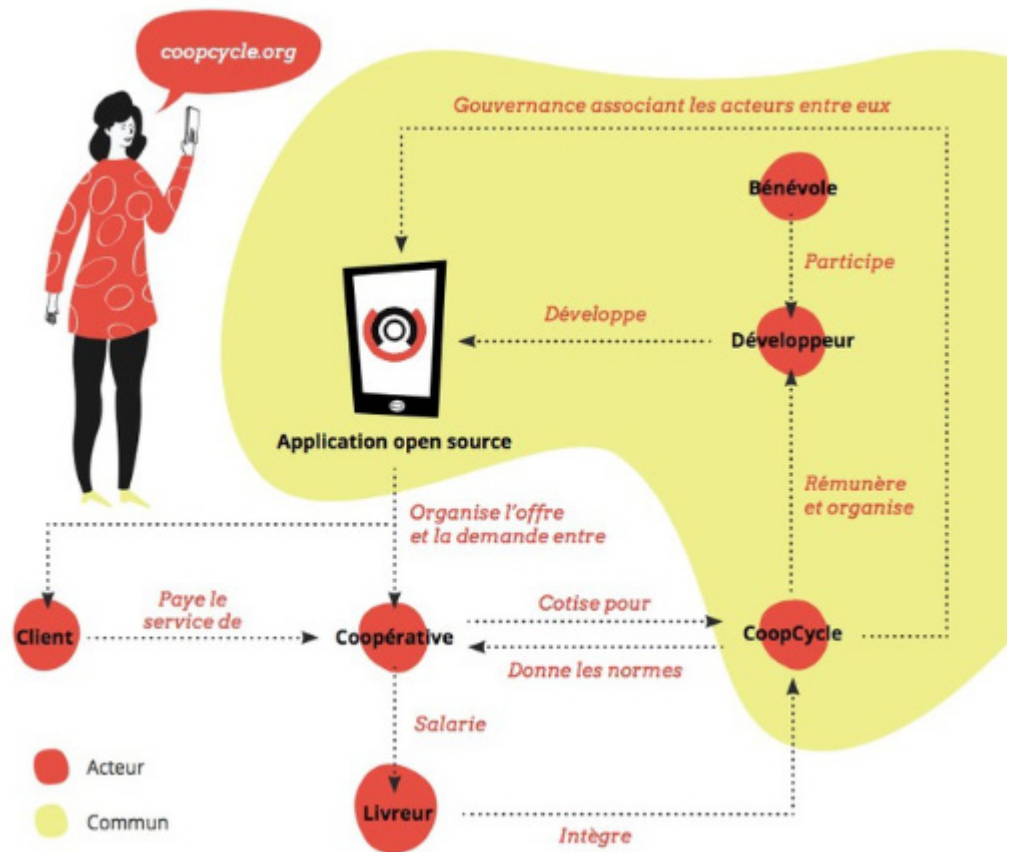 coopcycle.org
Gouvernance associant les acteurs entre eux
Bénévole
Participe
Développe
Développeur
Application open source
Rémunère
et organise
Organise l'offre
et la demande entre
Paye le
service de
Cotise pour
Client
Coopérative
CoopCycle
Donne les normes
Salarie
Acteur
Livreur
Commun
Intègre